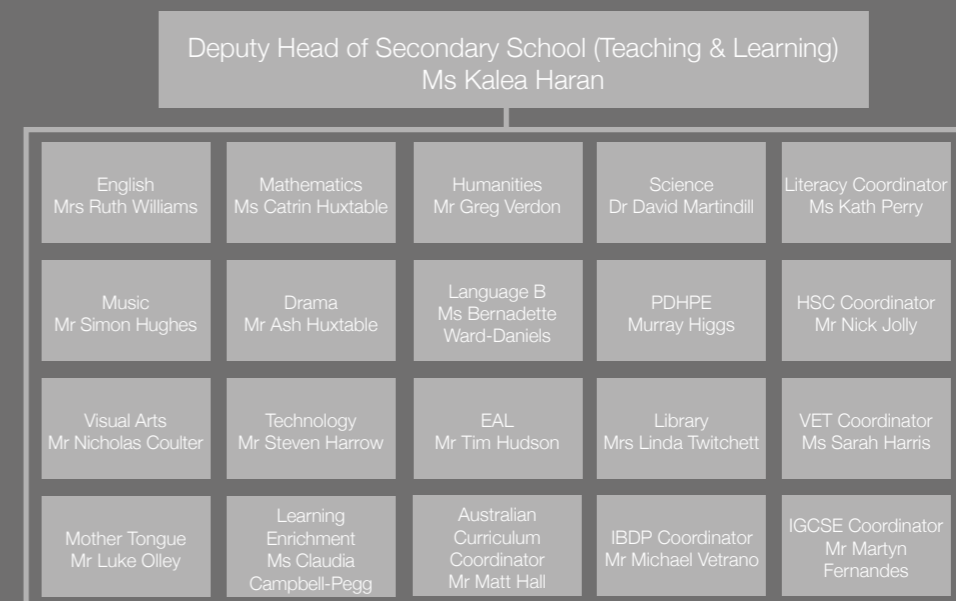 Deputy Head of Secondary School (Teaching & Learning)
Ms Kalea Haran
English
Mrs Ruth Williams
Mathematics
Ms Catrin Huxtable
Humanities
Mr Greg Verdon
Science
Dr David Martindill
Literacy Coordinator
Ms Kath Perry
Music
Mr Simon Hughes
Drama
Mr Ash Huxtable
Language B
Ms Bernadette
Ward-Daniels
PDHPE
Murray Higgs
HSC Coordinator
Mr Nick Jolly
Visual Arts
Mr Nicholas Coulter
Technology
Mr Steven Harrow
EAL
Mr Tim Hudson
Library
Mrs Linda Twitchett
VET Coordinator
Ms Sarah Harris
Mother Tongue
Mr Luke Olley
Learning
Enrichment
Ms Claudia
Campbell-Pegg
Australian
Curriculum
Coordinator
Mr Matt Hall
IBDP Coordinator
Mr Michael Vetrano
IGCSE Coordinator
Mr Martyn
Fernandes